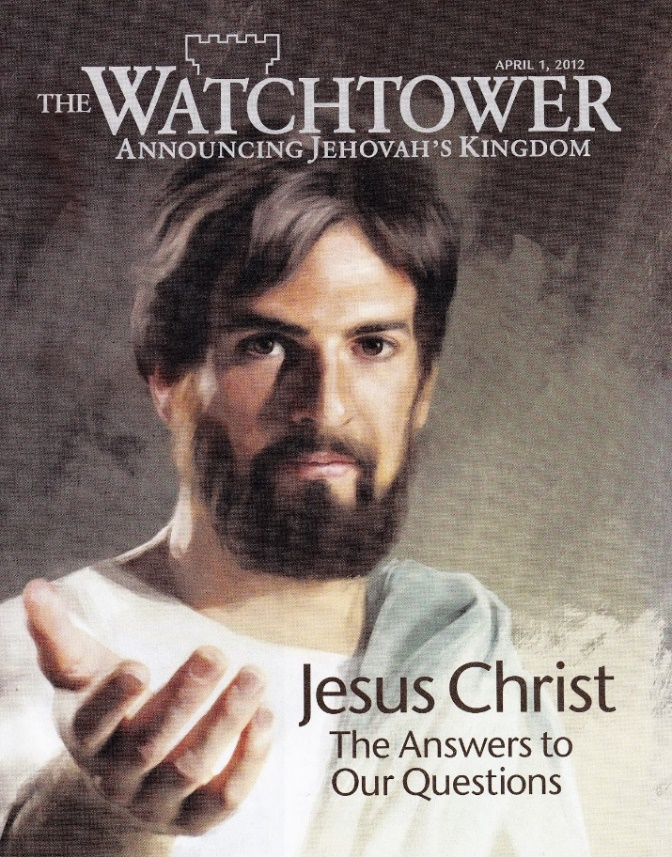 APRIL 1, 2012
THE WATCHTOWER
ANNOUNCING JEHOVAH'S KINGDOM
Jesus Christ
The Answers to
Our Questions